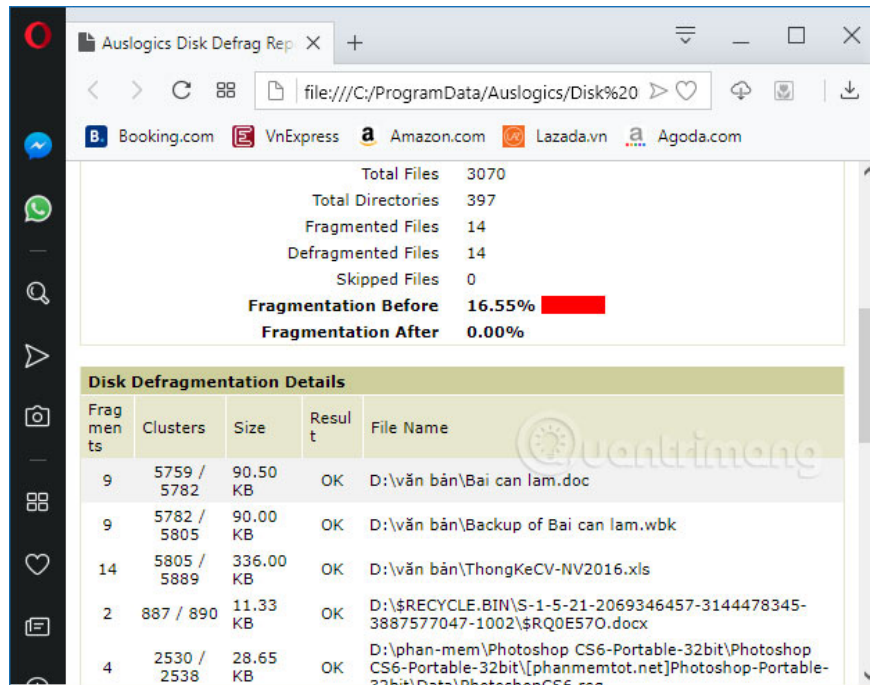 Auslogics Disk Defrag Rep
file:///C:/ProgramData/Auslogics/Disk%20
B. Booking.com E VnExpress a Amazon.com Lazada.vn a Agoda.com
Total Files 3070
Total Directories 397
Fragmented Files 14
Defragmented Files 14
Skipped Files 0
Fragmentation Before 16.55%
Fragmentation After 0.00%
Disk Defragmentation Details
Frag
men
ts
Clusters
Size
Resul
t
File Name
Quantrimang
9
5759 /
5782
90.50
KB
OK
D:\văn bản\Bai can lam.doc
9
5782 /
5805
90.00
KB
OK
D:\văn bản\Backup of Bai can lam.wbk
14
5805 /
5889
336.00
KB
OK
D:\văn bản\ThongKeCV-NV2016.xls
2
887 / 890
11.33
KB
OK
D:\$RECYCLE.BIN\S-1-5-21-2069346457-3144478345-
3887577047-1002\$RQ0E57O.docx
4
2530 /
2538
28.65
KB
OK
D:\phan-mem\Photoshop CS6-Portable-32bit\Photoshop
CS6-Portable-32bit\[phanmemtot.net]Photoshop-Portable-
32bit\Data\PhotoshopCS6.reg